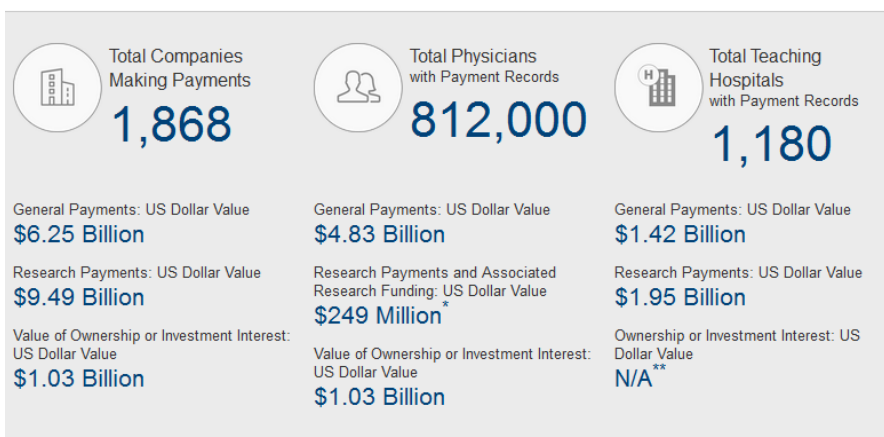 Total Companies
Making Payments
1,868
General Payments: US Dollar Value
$6.25 Billion
Research Payments: US Dollar Value
$9.49 Billion
Value of Ownership or Investment Interest:
US Dollar Value
$1.03 Billion
Total Physicians
with Payment Records
812,000
General Payments: US Dollar Value
$4.83 Billion
Research Payments and Associated
Research Funding: US Dollar Value
$249 Million*
Value of Ownership or Investment Interest:
US Dollar Value
$1.03 Billion
H
Total Teaching
Hospitals
with Payment Records
1,180
General Payments: US Dollar Value
$1.42 Billion
Research Payments: US Dollar Value
$1.95 Billion
Ownership or Investment Interest: US
Dollar Value
N/A**